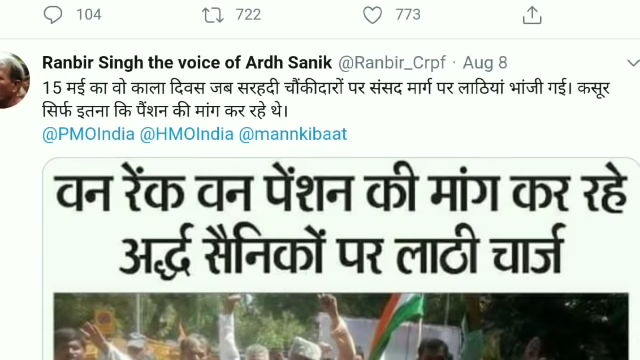 104 722 773
Ranbir Singh the voice of Ardh Sanik @Ranbir_Crpf · Aug 8
15 मई का वो काला दिवस जब सरहदी चौंकीदारों पर संसद मार्ग पर लाठियां भांजी गई। कसूर
सिर्फ इतना कि पैंशन की मांग कर रहे थे।
@PMOIndia @HMOIndia @mannkibaat
वन रेंक वन पेंशन की मांग कर रहे
अर्द्ध सैनिकों पर लाठी चार्ज